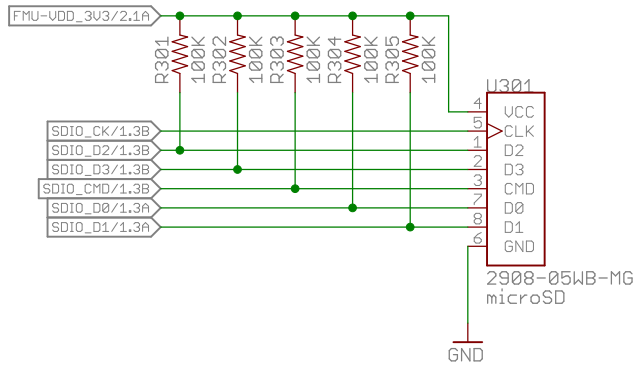 FMU-VDD_3V3/2.1A
R301 100K
R302 100K
R303 100K
R304 100K
R305 100K
U301
4 VCC
SDIO_CK/1.3B 5 CLK
SDIO_D2/1.3B 1 D2
SDIO_D3/1.3B 2 D3
SDIO_CMD/1.3B 3 CMD
SDIO_D0/1.3A 7 D0
SDIO_D1/1.3A 8 D1
6 GND
2908-05WB-MG
microSD
GND